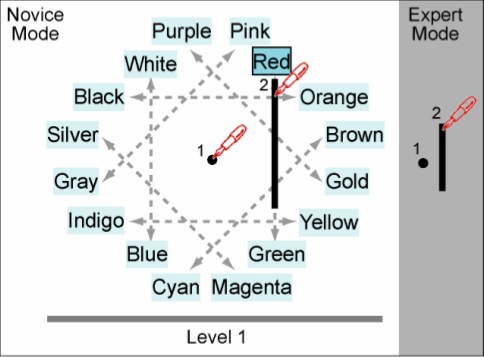 Novice
Mode
Purple
Pink
Expert
Mode
White
Red
2
Black
Orange
2
Silver
1
Brown
1
Gray
Gold
Indigo
Yellow
Blue
Green
Cyan
Magenta
Level 1